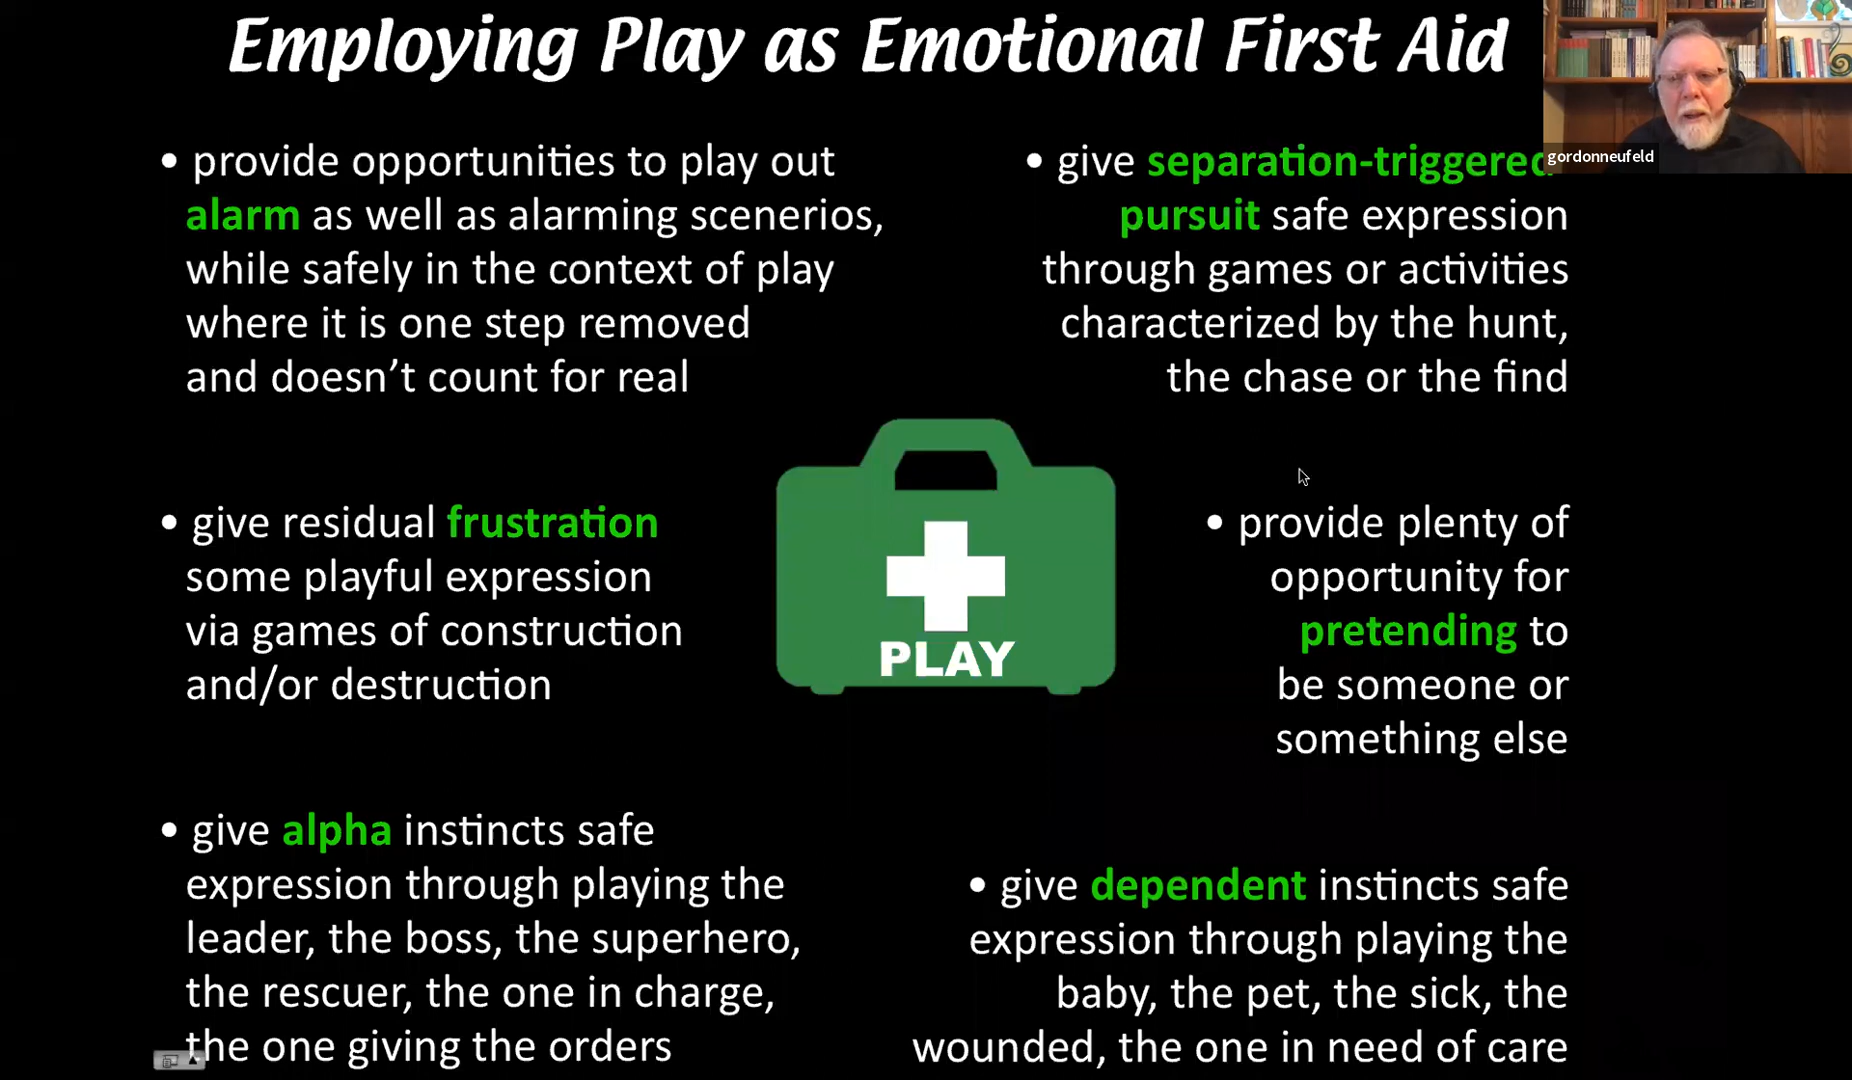 Employing Play as Emotional First Aid
gordonneufeld
• provide opportunities to play out
alarm as well as alarming scenerios,
while safely in the context of play
where it is one step removed
and doesn’t count for real
• give separation-triggered
pursuit safe expression
through games or activities
characterized by the hunt,
the chase or the find
• give residual frustration
some playful expression
via games of construction
and/or destruction
PLAY
• provide plenty of
opportunity for
pretending to
be someone or
something else
• give alpha instincts safe
expression through playing the
leader, the boss, the superhero,
the rescuer, the one in charge,
the one giving the orders
• give dependent instincts safe
expression through playing the
baby, the pet, the sick, the
wounded, the one in need of care